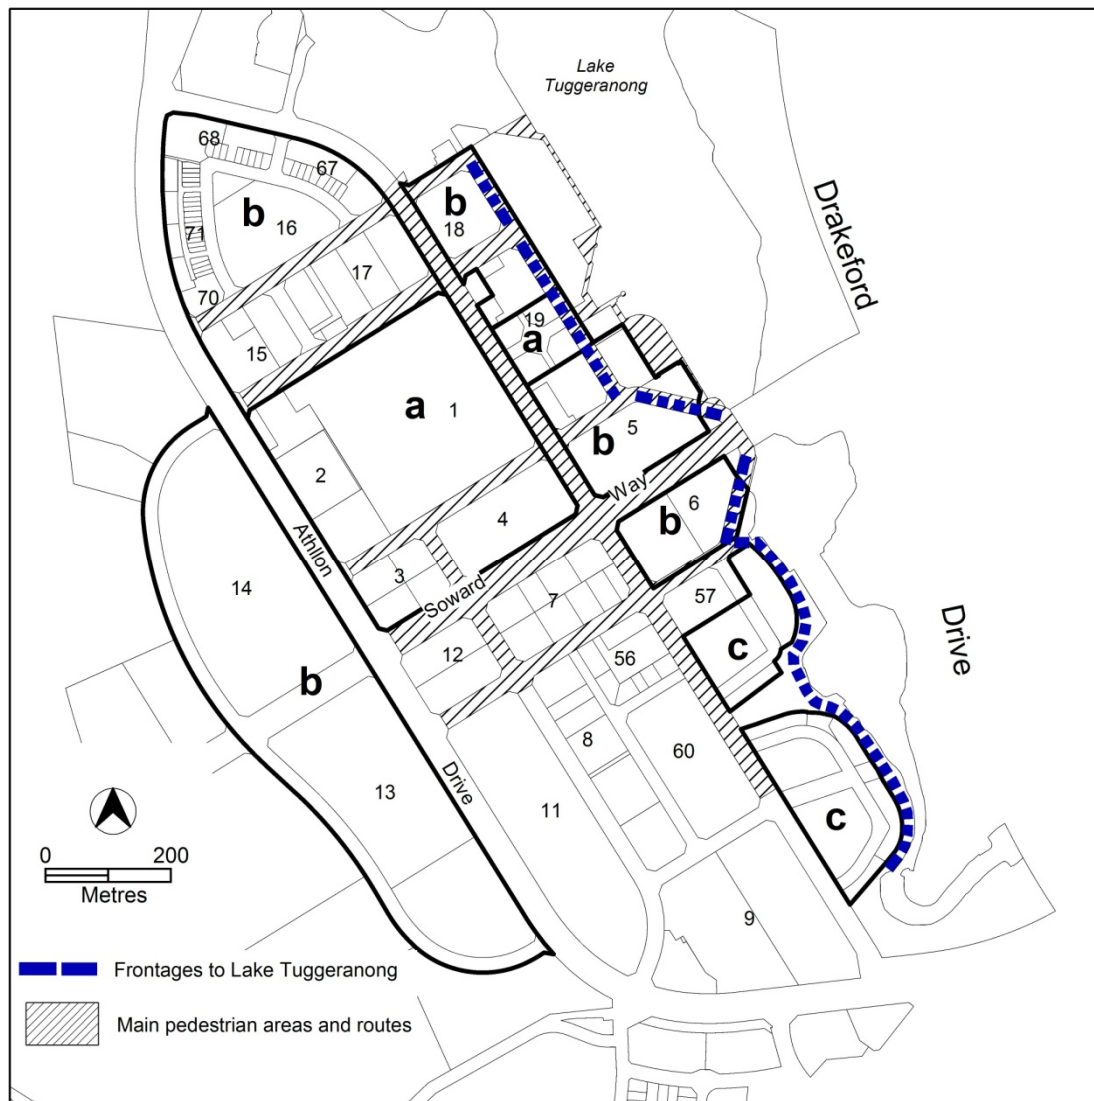 Lake
Tuggeranong
Drakeford
68
67
b
16
71
70
b
18
17
15
19
a
a
1
2
b
5
Way
4
b
6
Athllon
14
3
Soward
7
57
Drive
12
56
c
b
8
60
13
Drive
11
c
9
0 200
Metres
Frontages to Lake Tuggeranong
Main pedestrian areas and routes